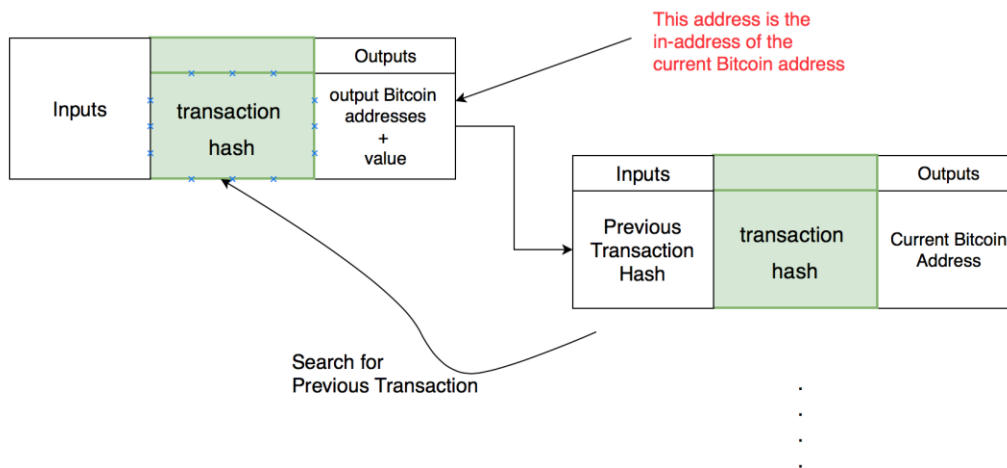 This address is the
in-address of the
current Bitcoin address
Inputs
transaction
hash
Outputs
output Bitcoin
addresses
+
value
Inputs
Previous
Transaction
Hash
transaction
hash
Outputs
Current Bitcoin
Address
Search for
Previous Transaction